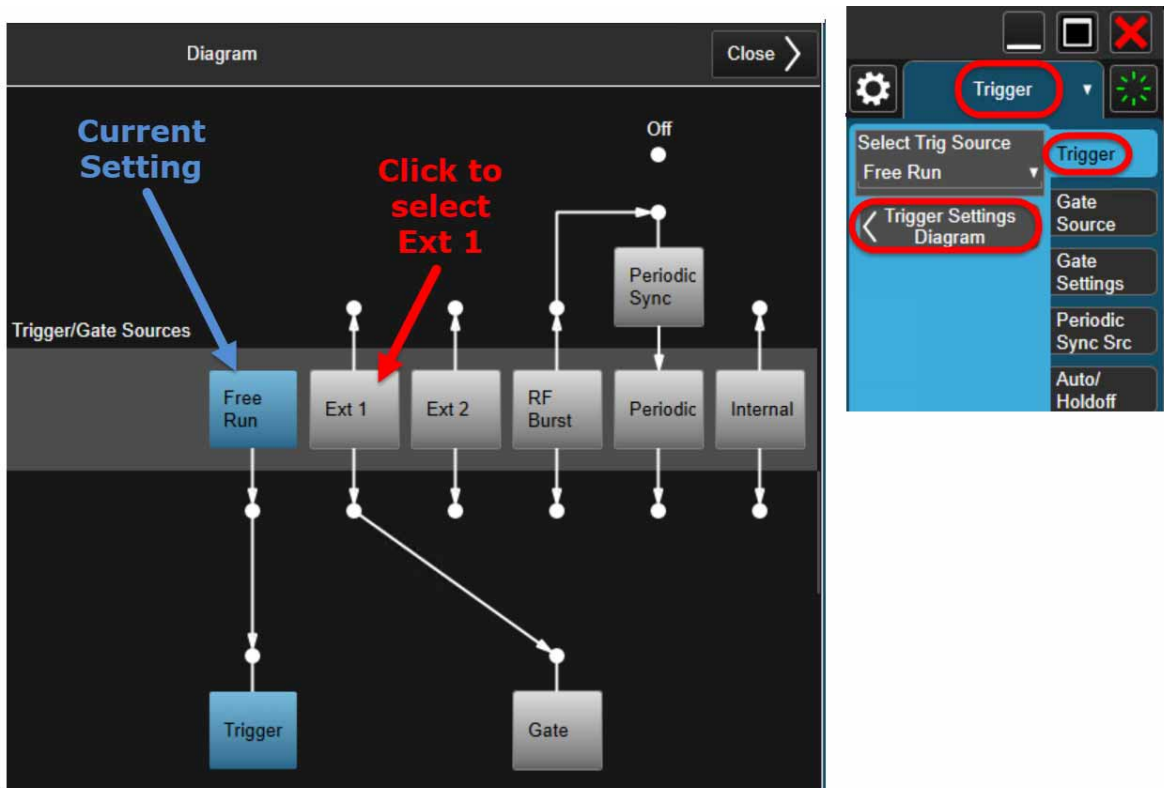 Diagram
Close
Current
Setting
Off
Click to
select
Ext 1
Periodic
Sync
Trigger/Gate Sources
Free
Run
Ext 1
Ext 2
RF
Burst
Periodic
Internal
Trigger
Gate
Trigger
Select Trig Source
Free Run
Trigger Settings
Diagram
Trigger
Gate
Source
Gate
Settings
Periodic
Sync Src
Auto/
Holdoff